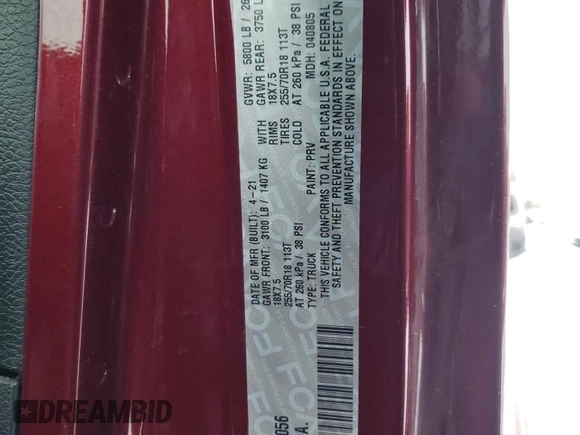 DATE OF MFR (BUILT): 4-21
GVWR: 5800 LB / 26
GAWR FRONT: 3100 LB / 1407 KG WITH
GAWR REAR: 3750 L
18X7.5 RIMS 18X7.5
255/70R18 113T TIRES 255/70R18 113T
AT 260 kPa / 38 PSI COLD AT 260 kPa / 38 PSI
TYPE: TRUCK PAINT: PRV MDH: 040805
THIS VEHICLE CONFORMS TO ALL APPLICABLE U.S.A. FEDERAL
SAFETY AND THEFT PREVENTION STANDARDS IN EFFECT ON
MANUFACTURE SHOWN ABOVE.
056
A.
DREAMBID